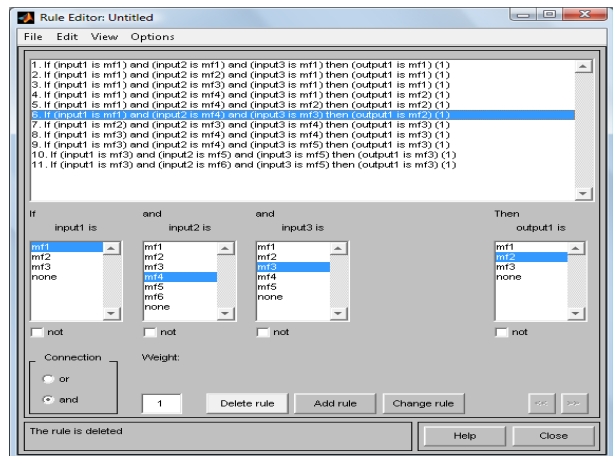 Rule Editor: Untitled
File Edit View Options
1. If (input1 is mf1) and (input2 is mf1) and (input3 is mf1) then (output1 is mf1) (1)
2. If (input1 is mf1) and (input2 is mf2) and (input3 is mf1) then (output1 is mf1) (1)
3. If (input1 is mf1) and (input2 is mf3) and (input3 is mf1) then (output1 is mf1) (1)
4. If (input1 is mf1) and (input2 is mf4) and (input3 is mf1) then (output1 is mf2) (1)
5. If (input1 is mf1) and (input2 is mf4) and (input3 is mf2) then (output1 is mf2) (1)
6. If (input1 is mf1) and (input2 is mf4) and (input3 is mf3) then (output1 is mf2) (1)
7. If (input1 is mf2) and (input2 is mf3) and (input3 is mf4) then (output1 is mf3) (1)
8. If (input1 is mf3) and (input2 is mf4) and (input3 is mf4) then (output1 is mf3) (1)
9. If (input1 is mf3) and (input2 is mf4) and (input3 is mf5) then (output1 is mf3) (1)
10. If (input1 is mf3) and (input2 is mf5) and (input3 is mf5) then (output1 is mf3) (1)
11. If (input1 is mf3) and (input2 is mf6) and (input3 is mf5) then (output1 is mf3) (1)
If and and Then
input1 is input2 is input3 is output1 is
mf1 mf1 mf1 mf1
mf2 mf2 mf2 mf2
mf3 mf3 mf3 mf3
none mf4 mf4 none
mf5 mf5
mf6 none
none
not not not not
Connection Weight:
or
and 1 Delete rule Add rule Change rule << >>
The rule is deleted Help Close